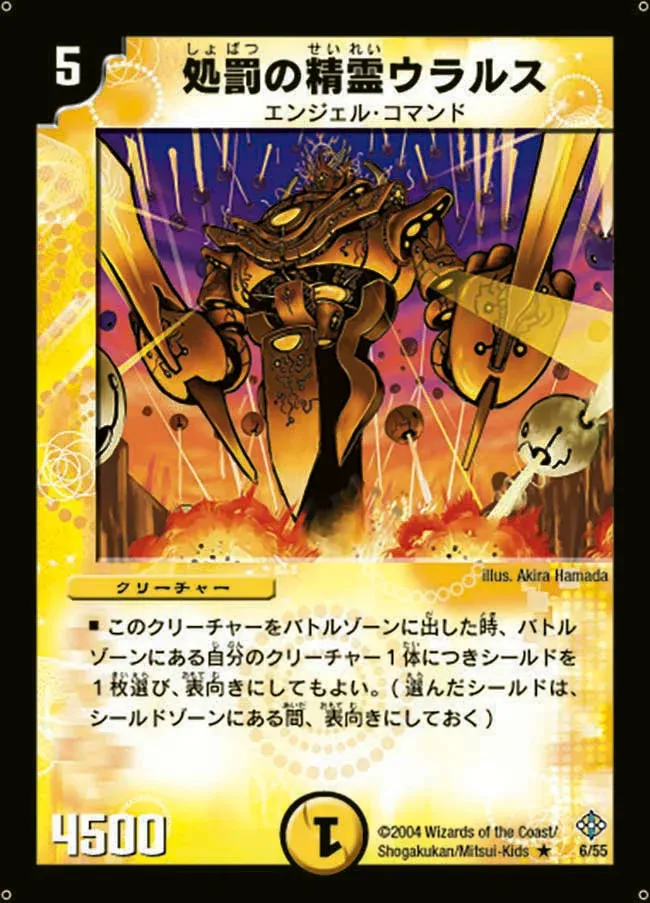 5
しょばつ せいれい
処罰の精霊ウラルス
エンジェル・コマンド
illus. Akira Hamada
クリーチャー
■ このクリーチャーをバトルゾーンに出した時、バトル
ゾーンにある自分のクリーチャー1体につきシールドを
1枚選び、表向きにしてもよい。( 選んだシールドは、
シールドゾーンにある間、表向きにしておく )
4500
1
©2004 Wizards of the Coast/
Shogakukan/Mitsui-Kids ★ 6/55